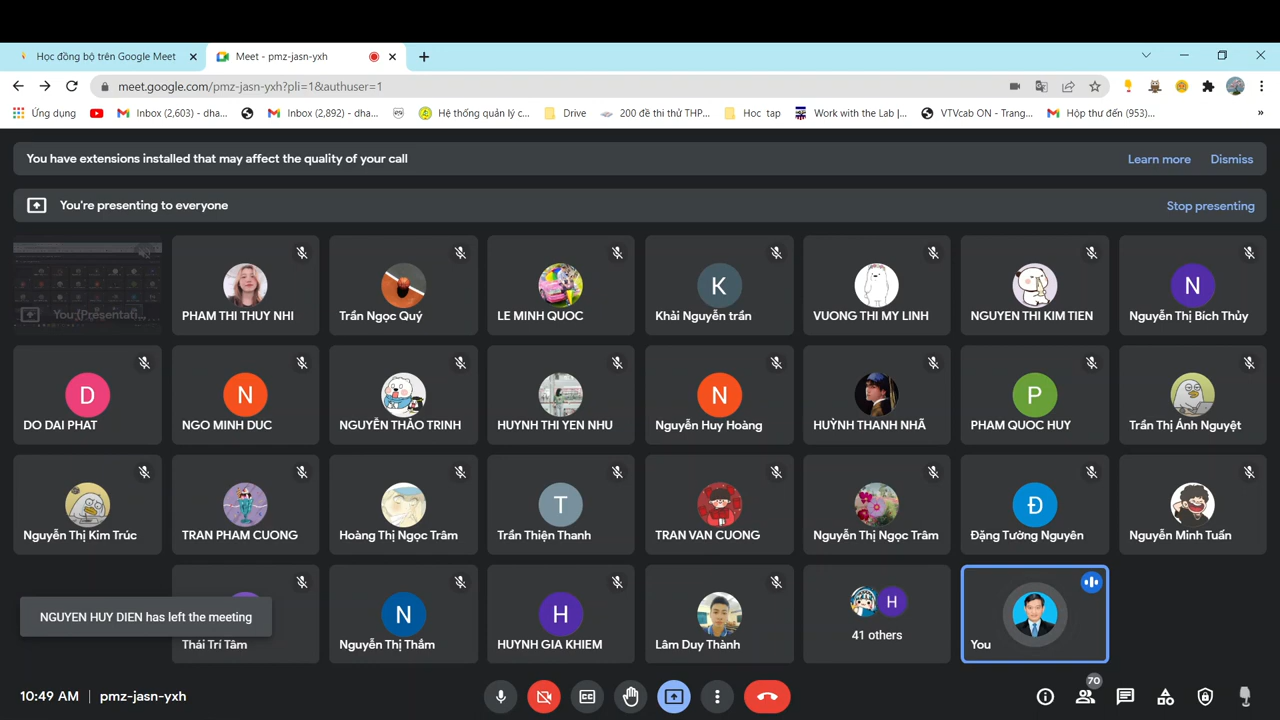 Học đồng bộ trên Google Meet
Meet - pmz-jasn-yxh
meet.google.com/pmz-jasn-yxh?pli=1&authuser=1
Ứng dụng
Inbox (2,603) - dha...
Inbox (2,892) - dha...
Hệ thống quản lý c...
Drive
200 đề thi thử THP...
Hoc tap
Work with the Lab |...
VTVcab ON - Trang...
Hộp thư đến (953)...
»
You have extensions installed that may affect the quality of your call
Learn more
Dismiss
You're presenting to everyone
Stop presenting
You (Presentati...
PHAM THI THUY NHI
Trần Ngọc Quý
LE MINH QUOC
K
Khải Nguyễn trần
VUONG THI MY LINH
NGUYEN THI KIM TIEN
N
Nguyễn Thị Bích Thủy
D
DO DAI PHAT
N
NGO MINH DUC
NGUYỄN THẢO TRINH
HUYNH THI YEN NHU
N
Nguyễn Huy Hoàng
HUỲNH THANH NHÃ
P
PHAM QUOC HUY
Trần Thị Ánh Nguyệt
Nguyễn Thị Kim Trúc
TRAN PHAM CUONG
Hoàng Thị Ngọc Trâm
T
Trần Thiện Thanh
TRAN VAN CUONG
Nguyễn Thị Ngọc Trâm
Đ
Đặng Tường Nguyên
Nguyễn Minh Tuấn
NGUYEN HUY DIEN has left the meeting
Thái Trí Tâm
N
Nguyễn Thị Thắm
H
HUYNH GIA KHIEM
Lâm Duy Thành
H
41 others
You
10:49 AM | pmz-jasn-yxh
CC
70